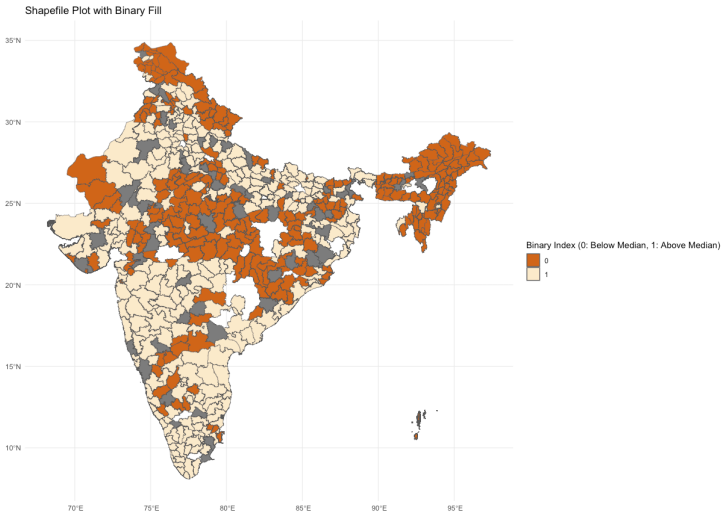 Shapefile Plot with Binary Fill
35°N
30°N
25°N
20°N
15°N
10°N
70°E
75°E
80°E
85°E
90°E
95°E
Binary Index (0: Below Median, 1: Above Median)
0
1